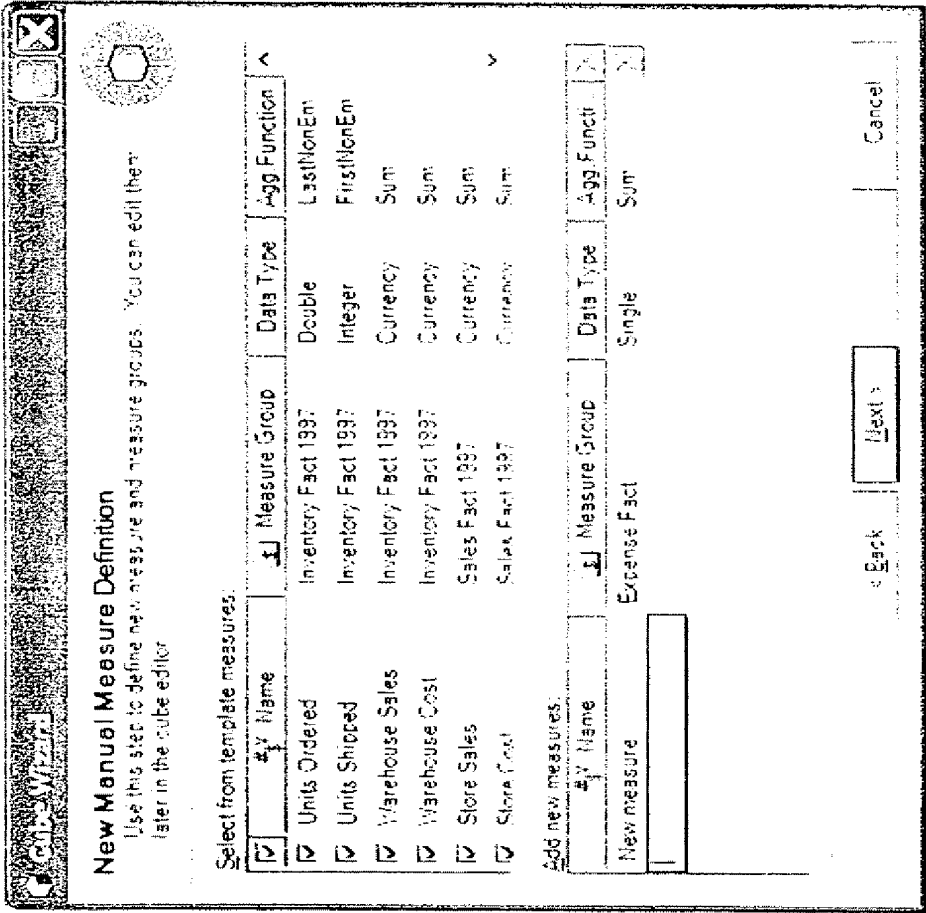 Cube Wizard
New Manual Measure Definition
Use this step to define new measure and measure groups. You can edit them
later in the cube editor
Select from template measures:
Name Measure Group Data Type Agg Function
Units Ordered Inventory Fact 1997 Double LastNonEm
Units Shipped Inventory Fact 1997 Integer FirstNonEm
Warehouse Sales Inventory Fact 1997 Currency Sum
Warehouse Cost Inventory Fact 1997 Currency Sum
Store Sales Sales Fact 1997 Currency Sum
Store Cost Sales Fact 1997 Currency Sum
Add new measures:
Name Measure Group Data Type Agg Functi...
New measure Expense Fact Single Sum
< Back Next > Cancel